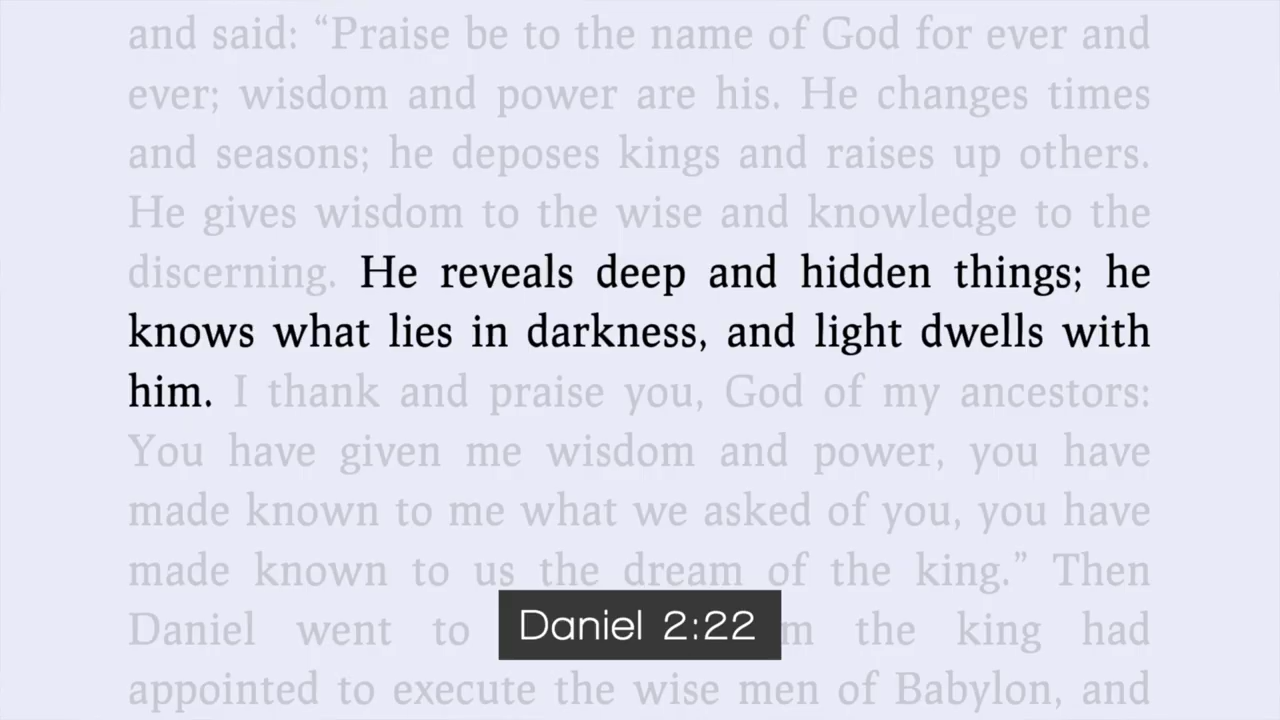 and said: “Praise be to the name of God for ever and
ever; wisdom and power are his. He changes times
and seasons; he deposes kings and raises up others.
He gives wisdom to the wise and knowledge to the
discerning. He reveals deep and hidden things; he
knows what lies in darkness, and light dwells with
him. I thank and praise you, God of my ancestors:
You have given me wisdom and power, you have
made known to me what we asked of you, you have
made known to us the dream of the king.” Then
Daniel went to the king had
Daniel 2:22
appointed to execute the wise men of Babylon, and